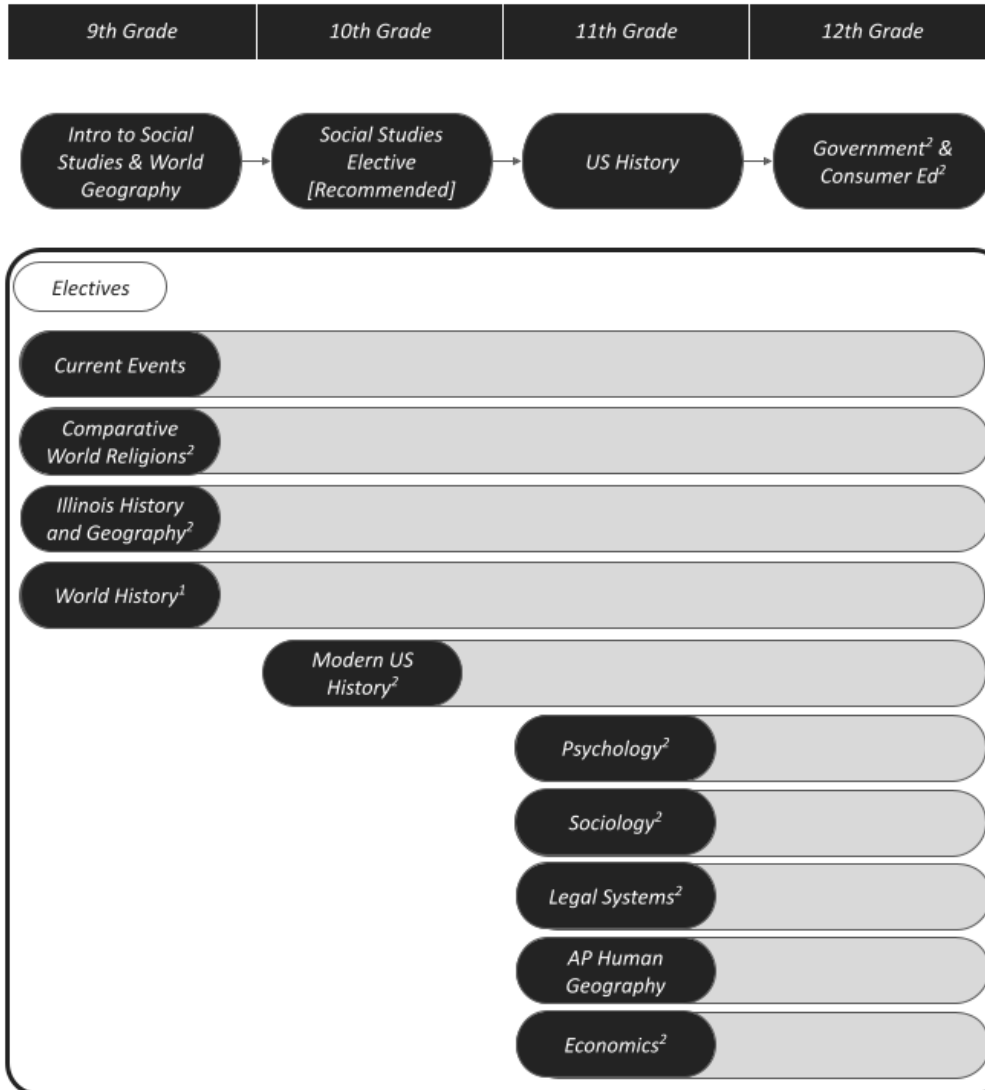 9th Grade
10th Grade
11th Grade
12th Grade
Intro to Social
Studies & World
Geography
Social Studies
Elective
[Recommended]
US History
Government² &
Consumer Ed²
Electives
Current Events
Comparative
World Religions²
Illinois History
and Geography²
World History¹
Modern US
History²
Psychology²
Sociology²
Legal Systems²
AP Human
Geography
Economics²